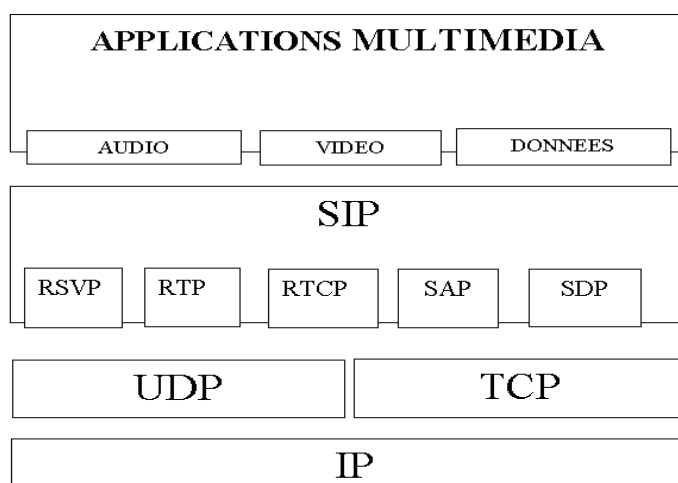 APPLICATIONS MULTIMEDIA
AUDIO VIDEO DONNEES
SIP
RSVP RTP RTCP SAP SDP
UDP TCP
IP